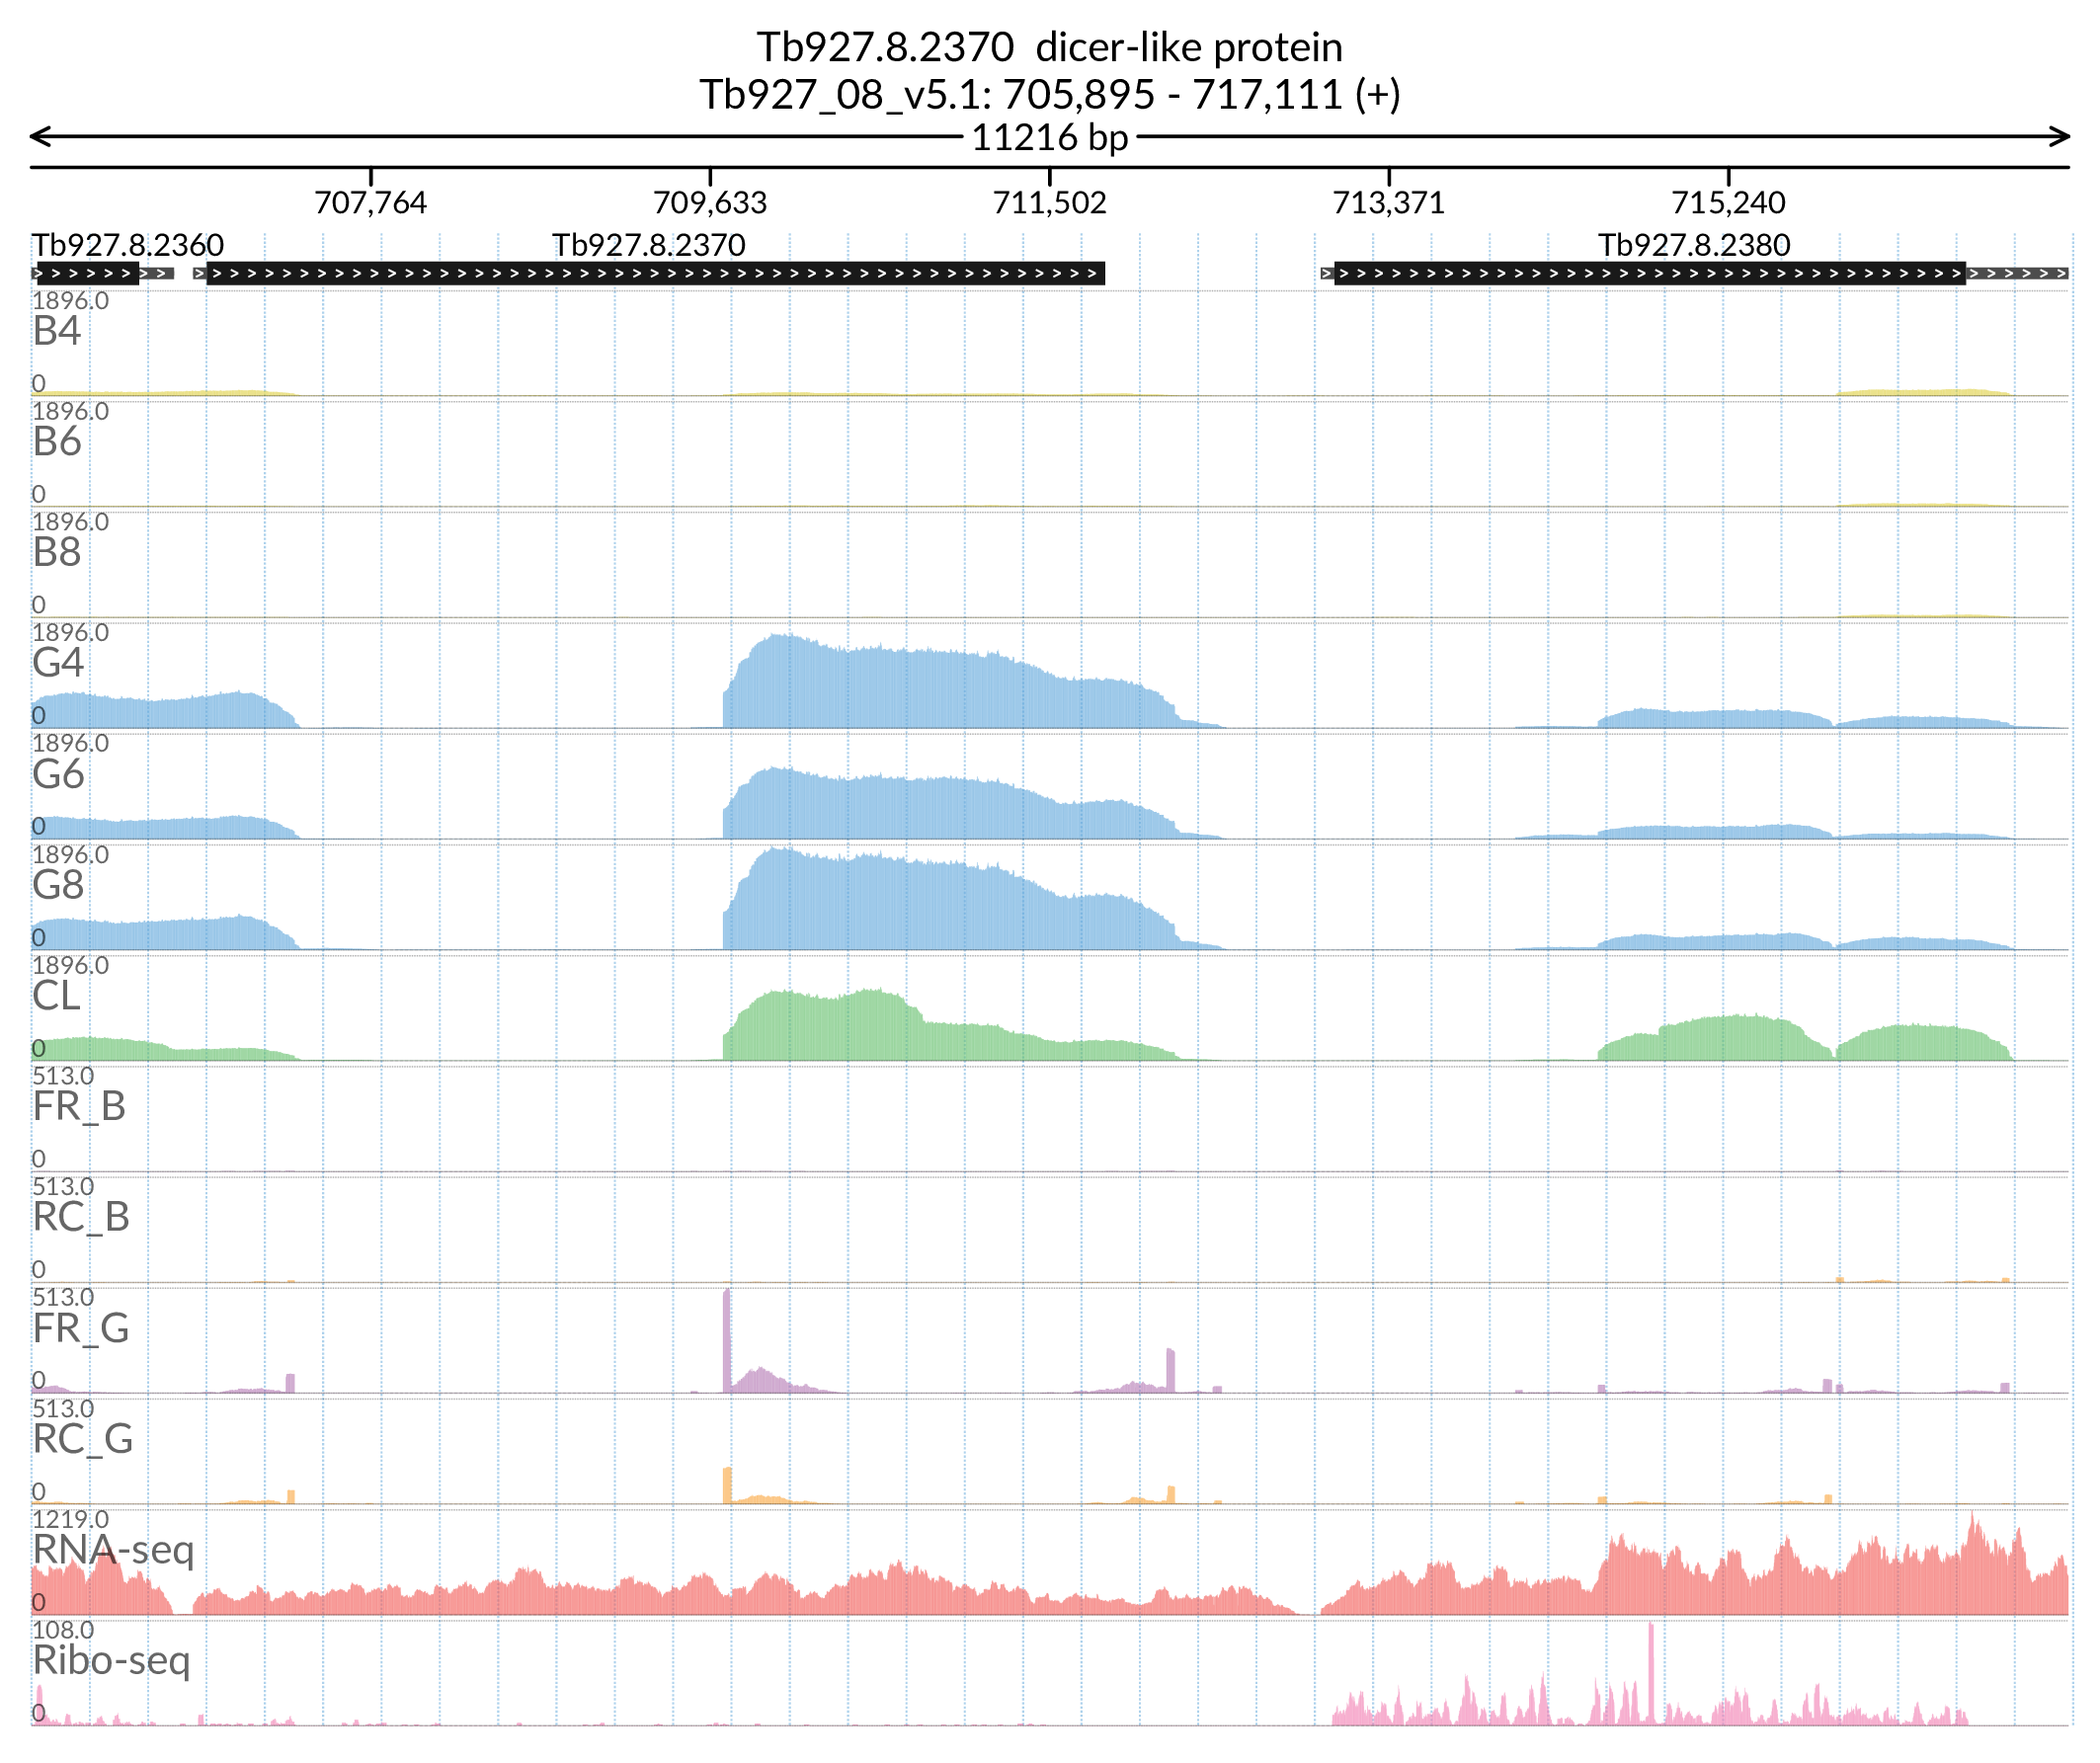 Tb927.8.2370  dicer-like protein
Tb927_08_v5.1: 705,895 - 717,111 (+)
11216 bp
707,764 709,633 711,502 713,371 715,240
Tb927.8.2360 Tb927.8.2370 Tb927.8.2380
1896.0
B4
0
1896.0
B6
0
1896.0
B8
0
1896.0
G4
0
1896.0
G6
0
1896.0
G8
0
1896.0
CL
0
513.0
FR_B
0
513.0
RC_B
0
513.0
FR_G
0
513.0
RC_G
0
1219.0
RNA-seq
0
108.0
Ribo-seq
0